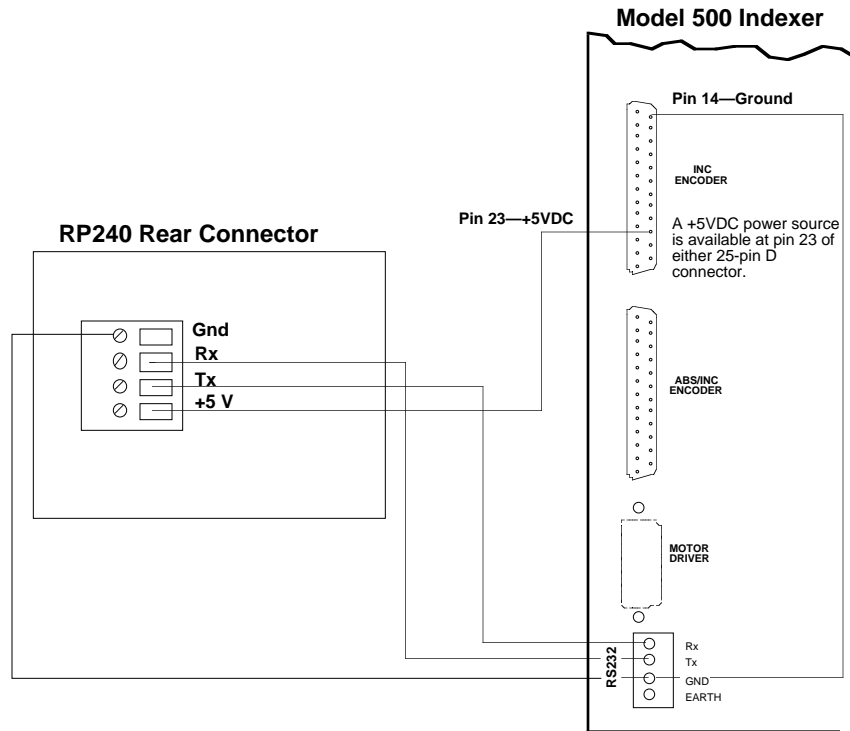 Model 500 Indexer
Pin 14—Ground
INC
ENCODER
Pin 23—+5VDC
A +5VDC power source
is available at pin 23 of
either 25-pin D
connector.
RP240 Rear Connector
Gnd
Rx
Tx
+5 V
ABS/INC
ENCODER
MOTOR
DRIVER
RS232
Rx
Tx
GND
EARTH